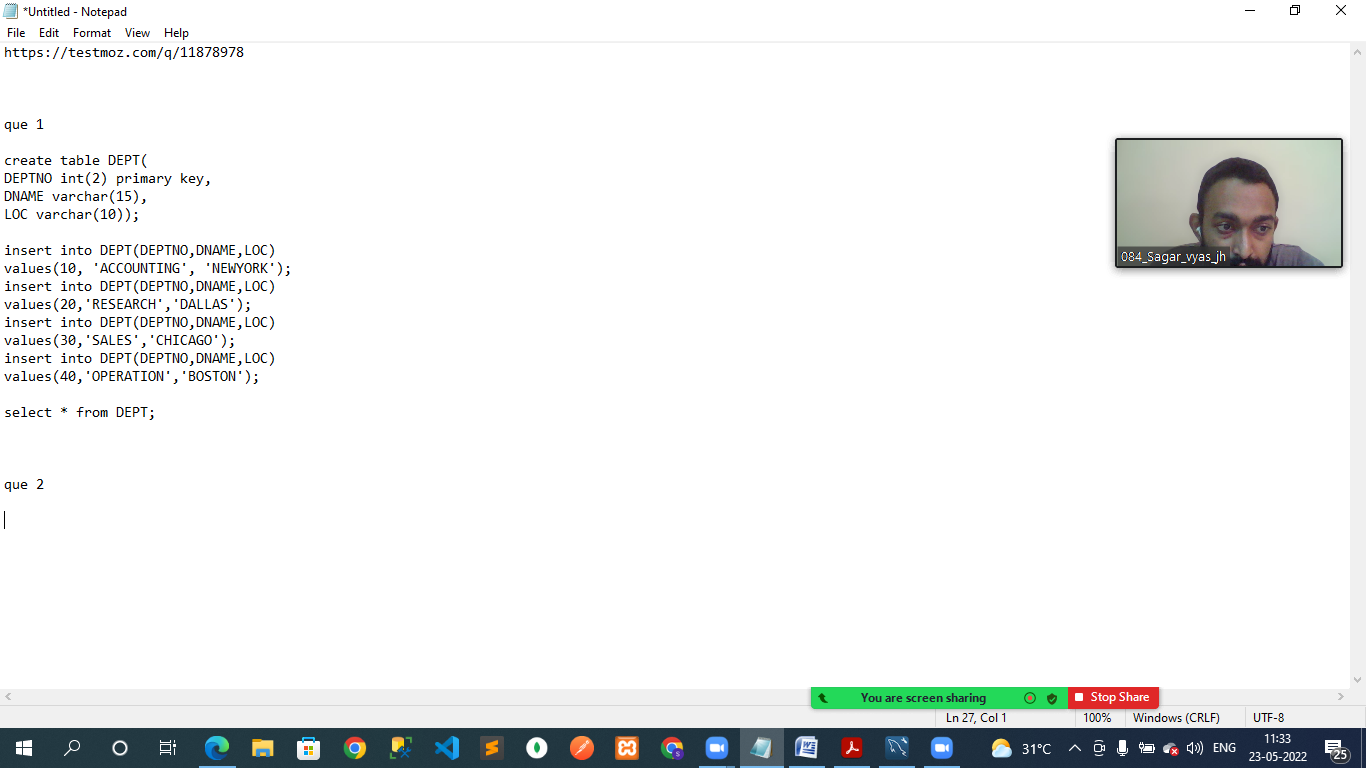 *Untitled - Notepad
File Edit Format View Help
https://testmoz.com/q/11878978
que 1
create table DEPT(
DEPTNO int(2) primary key,
DNAME varchar(15),
LOC varchar(10));
insert into DEPT(DEPTNO,DNAME,LOC)
values(10, 'ACCOUNTING', 'NEWYORK');
insert into DEPT(DEPTNO,DNAME,LOC)
values(20,'RESEARCH','DALLAS');
insert into DEPT(DEPTNO,DNAME,LOC)
values(30,'SALES','CHICAGO');
insert into DEPT(DEPTNO,DNAME,LOC)
values(40,'OPERATION','BOSTON');
select * from DEPT;
que 2
084_Sagar_vyas_jh
You are screen sharing
Stop Share
Ln 27, Col 1 100% Windows (CRLF) UTF-8
31°C ENG
11:33
23-05-2022
25